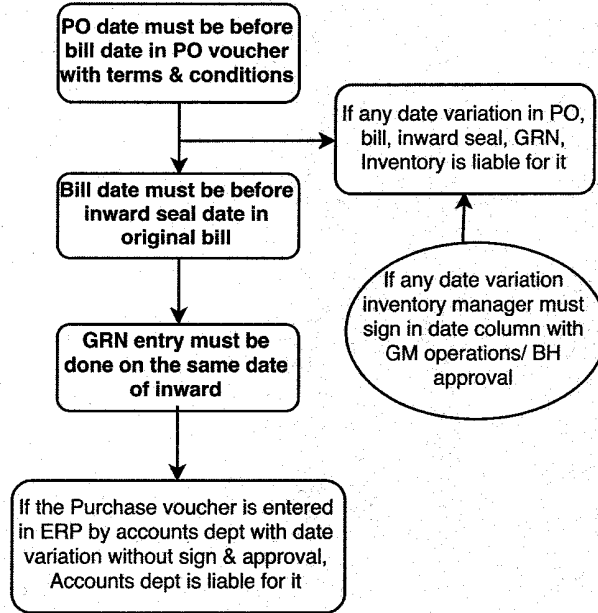 PO date must be before
bill date in PO voucher
with terms & conditions
If any date variation in PO,
bill, inward seal, GRN,
Inventory is liable for it
Bill date must be before
inward seal date in
original bill
If any date variation
inventory manager must
sign in date column with
GM operations/ BH
approval
GRN entry must be
done on the same date
of inward
If the Purchase voucher is entered
in ERP by accounts dept with date
variation without sign & approval,
Accounts dept is liable for it